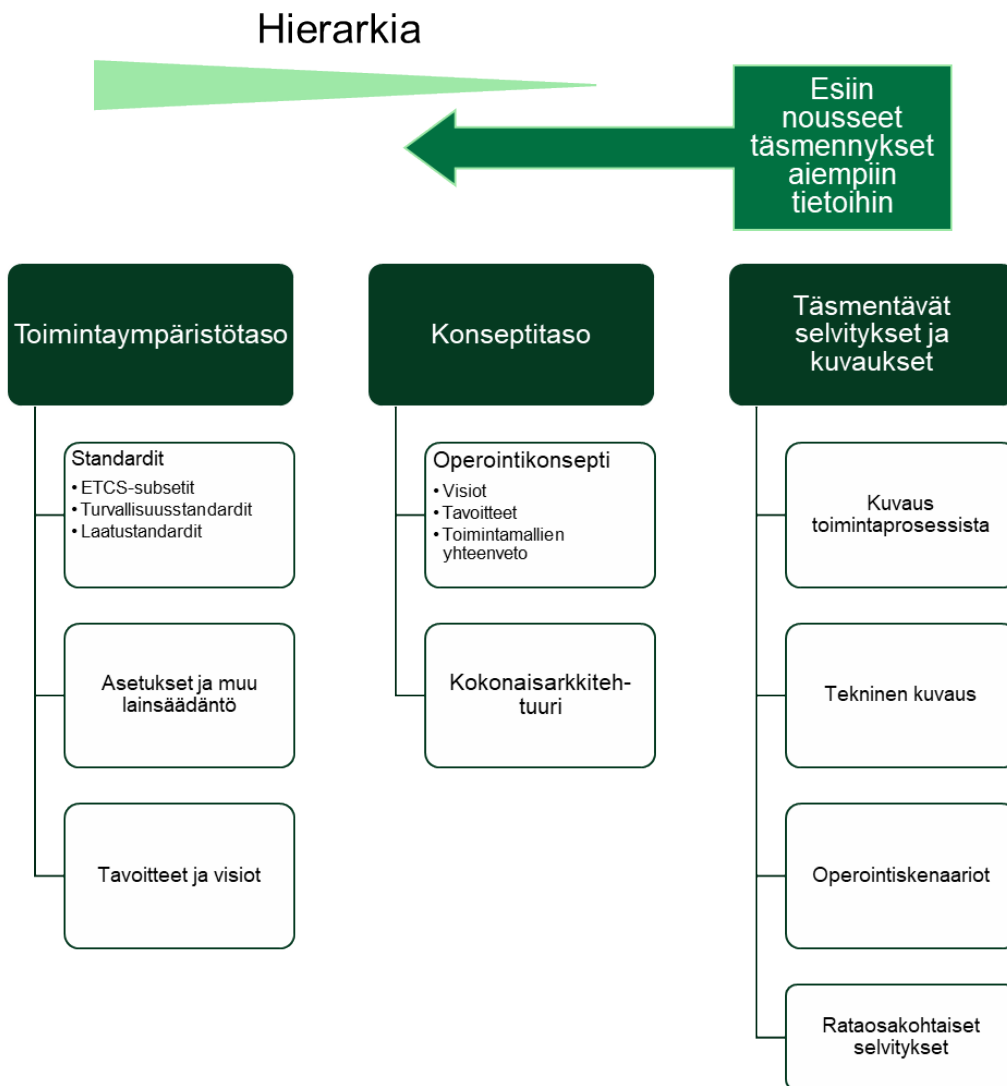 Hierarkia
Esiin
nousseet
täsmennykset
aiempiin
tietoihin
Toimintaympäristötaso
Standardit
• ETCS-subsetit
• Turvallisuusstandardit
• Laatustandardit
Asetukset ja muu
lainsäädäntö
Tavoitteet ja visiot
Konseptitaso
Operointikonsepti
• Visiot
• Tavoitteet
• Toimintamallien
yhteenveto
Kokonaisarkkiteh-
tuuri
Täsmentävät
selvitykset ja
kuvaukset
Kuvaus
toimintaprosessista
Tekninen kuvaus
Operointiskenaariot
Rataosakohtaiset
selvitykset